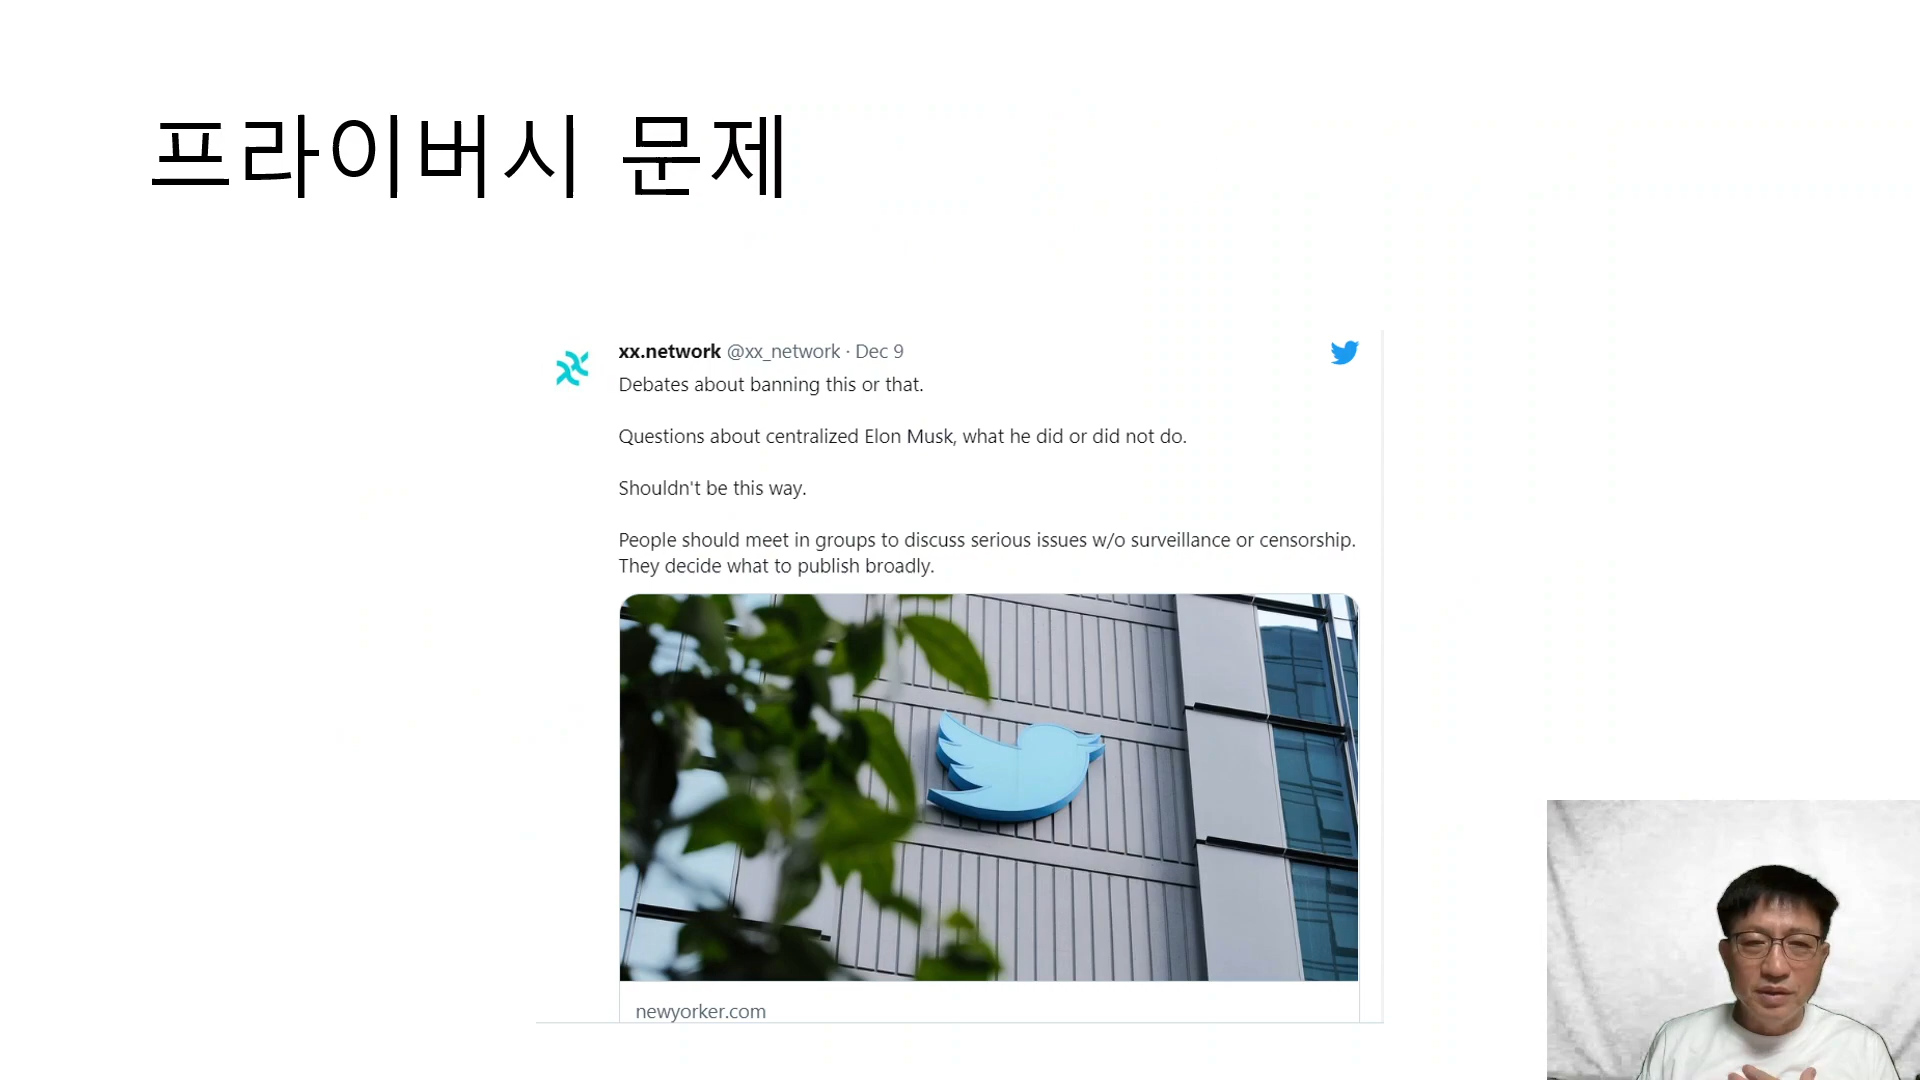 프라이버시 문제
xx.network @xx_network · Dec 9
Debates about banning this or that.
Questions about centralized Elon Musk, what he did or did not do.
Shouldn't be this way.
People should meet in groups to discuss serious issues w/o surveillance or censorship.
They decide what to publish broadly.
newyorker.com